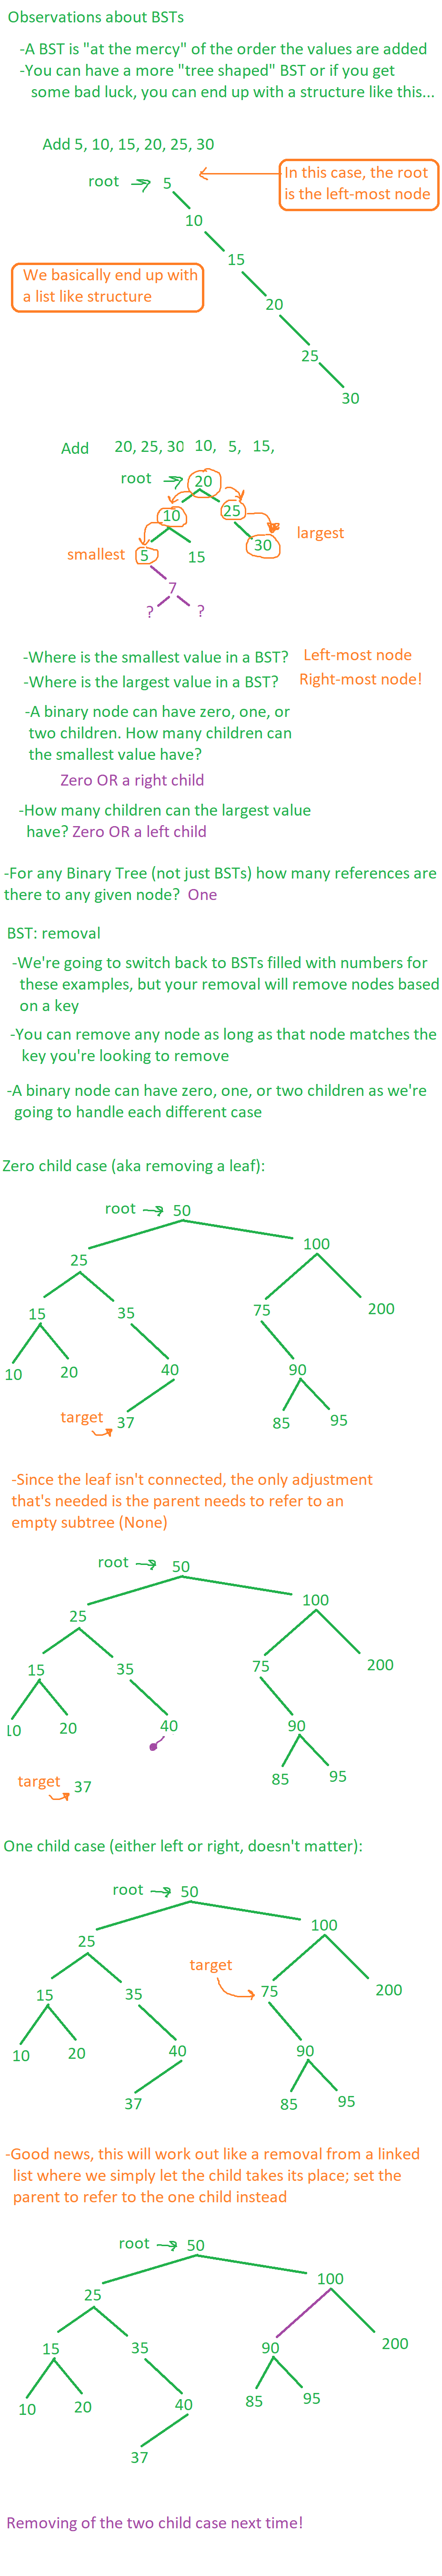 Observations about BSTs
-A BST is "at the mercy" of the order the values are added
-You can have a more "tree shaped" BST or if you get
some bad luck, you can end up with a structure like this...
Add 5, 10, 15, 20, 25, 30
In this case, the root
is the left-most node
root 5
10
15
We basically end up with
a list like structure
20
25
30
Add 20, 25, 30 10, 5, 15,
root 20
10 25
smallest 5 15 30 largest
7
? ?
-Where is the smallest value in a BST? Left-most node
-Where is the largest value in a BST? Right-most node!
-A binary node can have zero, one, or
two children. How many children can
the smallest value have?
Zero OR a right child
-How many children can the largest value
have? Zero OR a left child
-For any Binary Tree (not just BSTs) how many references are
there to any given node? One
BST: removal
-We're going to switch back to BSTs filled with numbers for
these examples, but your removal will remove nodes based
on a key
-You can remove any node as long as that node matches the
key you're looking to remove
-A binary node can have zero, one, or two children as we're
going to handle each different case
Zero child case (aka removing a leaf):
root 50
25 100
15 35 75 200
10 20 40 90
target 37 85 95
-Since the leaf isn't connected, the only adjustment
that's needed is the parent needs to refer to an
empty subtree (None)
root 50
25 100
15 35 75 200
10 20 40 90
target 37 85 95
One child case (either left or right, doesn't matter):
root 50
25 100
target
15 35 75 200
10 20 40 90
37 85 95
-Good news, this will work out like a removal from a linked
list where we simply let the child takes its place; set the
parent to refer to the one child instead
root 50
25 100
15 35 90 200
10 20 40 85 95
37
Removing of the two child case next time!